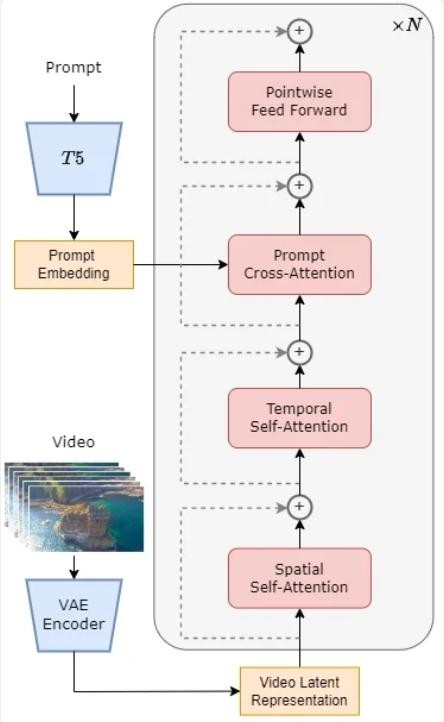 ×N
Prompt
Pointwise
Feed Forward
T5
Prompt
Embedding
Prompt
Cross-Attention
Temporal
Self-Attention
Video
Spatial
Self-Attention
VAE
Encoder
Video Latent
Representation